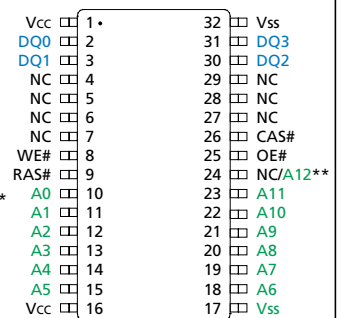 Vcc 1 • 32 Vss
DQ0 2 31 DQ3
DQ1 3 30 DQ2
NC 4 29 NC
NC 5 28 NC
NC 6 27 NC
NC 7 26 CAS#
WE# 8 25 OE#
RAS# 9 24 NC/A12**
* A0 10 23 A11
A1 11 22 A10
A2 12 21 A9
A3 13 20 A8
A4 14 19 A7
A5 15 18 A6
Vcc 16 17 Vss